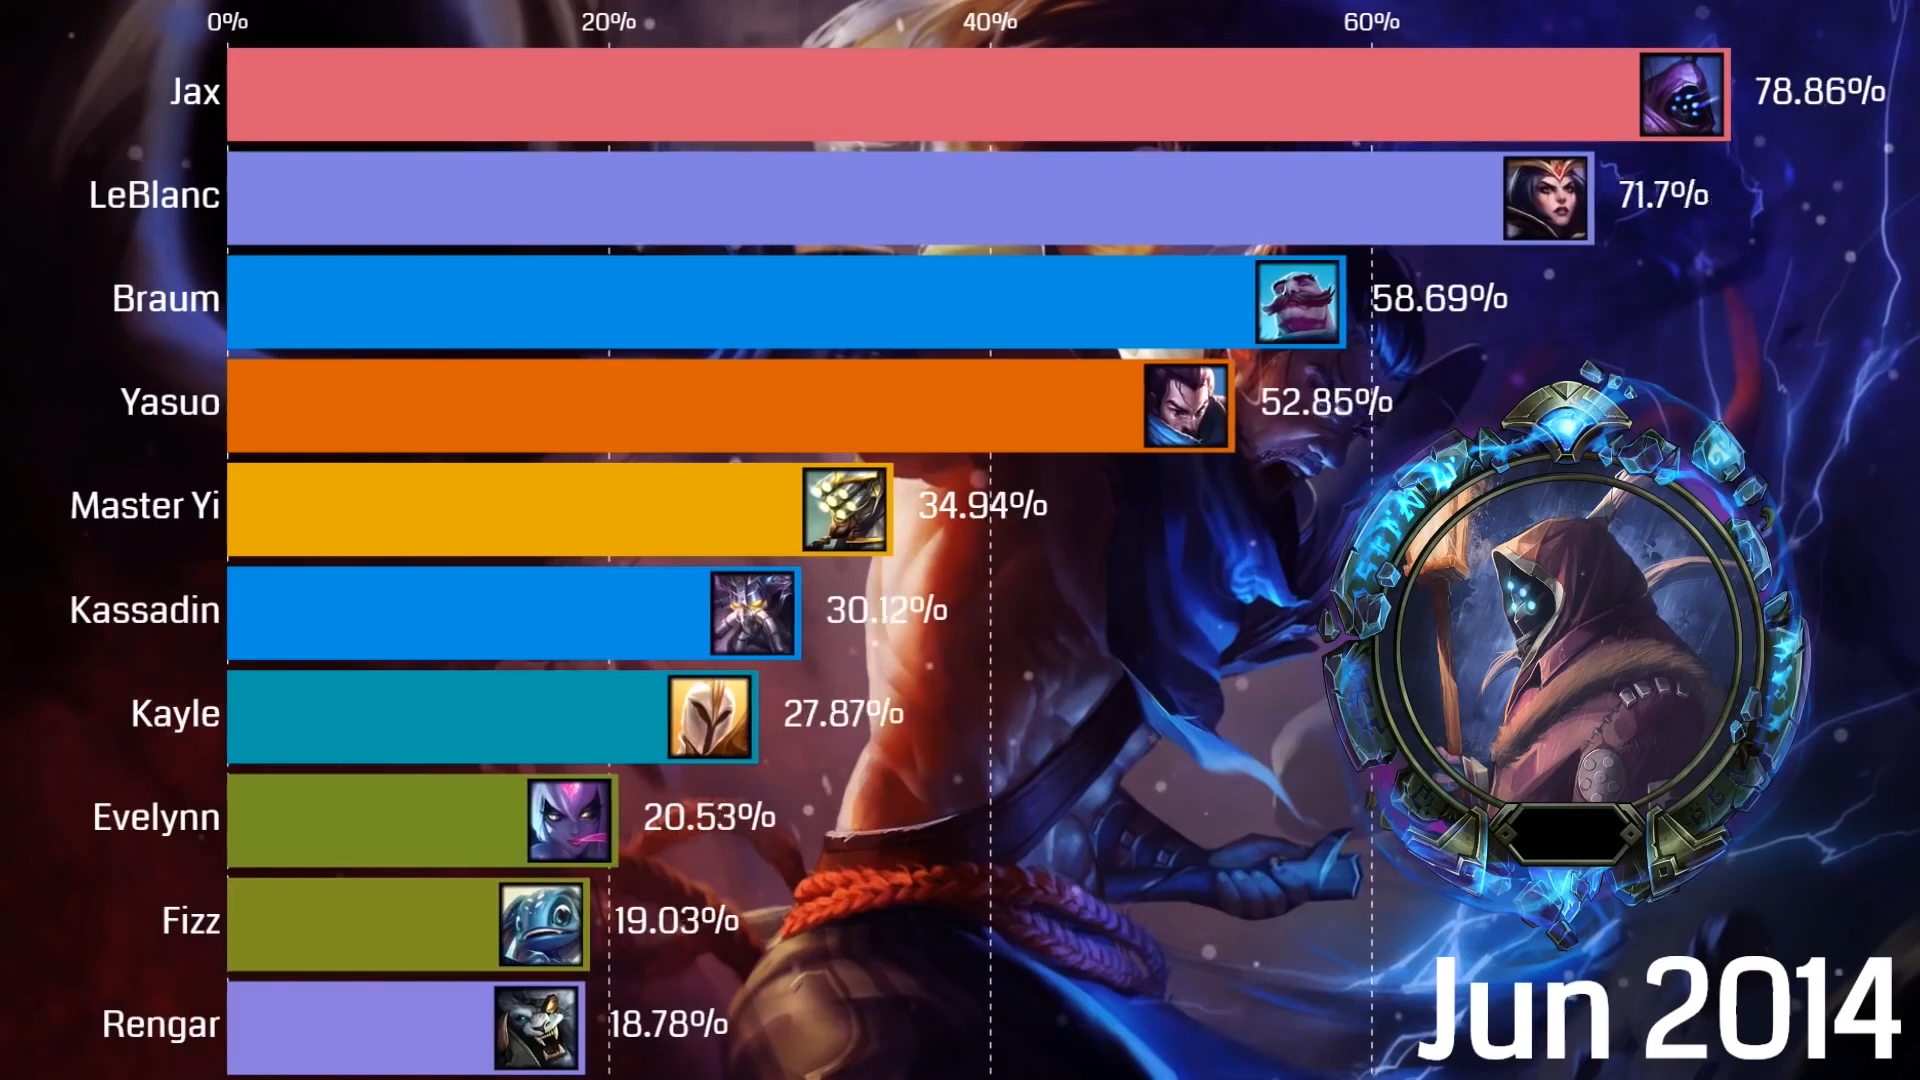 0% 20% 40% 60%
Jax 78.86%
LeBlanc 71.7%
Braum 58.69%
Yasuo 52.85%
Master Yi 34.94%
Kassadin 30.12%
Kayle 27.87%
Evelynn 20.53%
Fizz 19.03%
Rengar 18.78%
Jun 2014